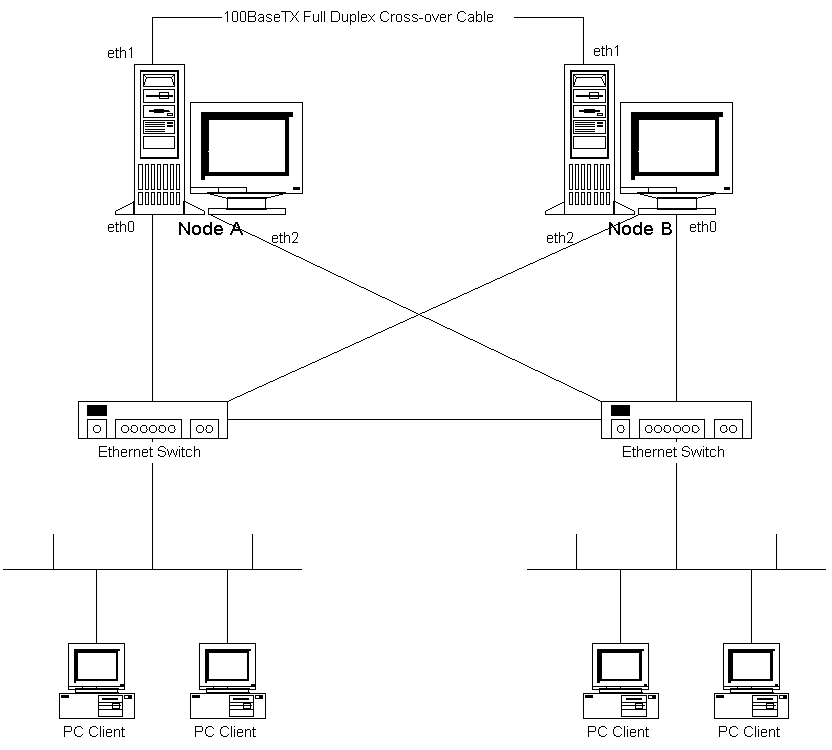 100BaseTX Full Duplex Cross-over Cable
eth1
eth1
eth0
Node A
eth2
eth2
Node B
eth0
Ethernet Switch
Ethernet Switch
PC Client
PC Client
PC Client
PC Client